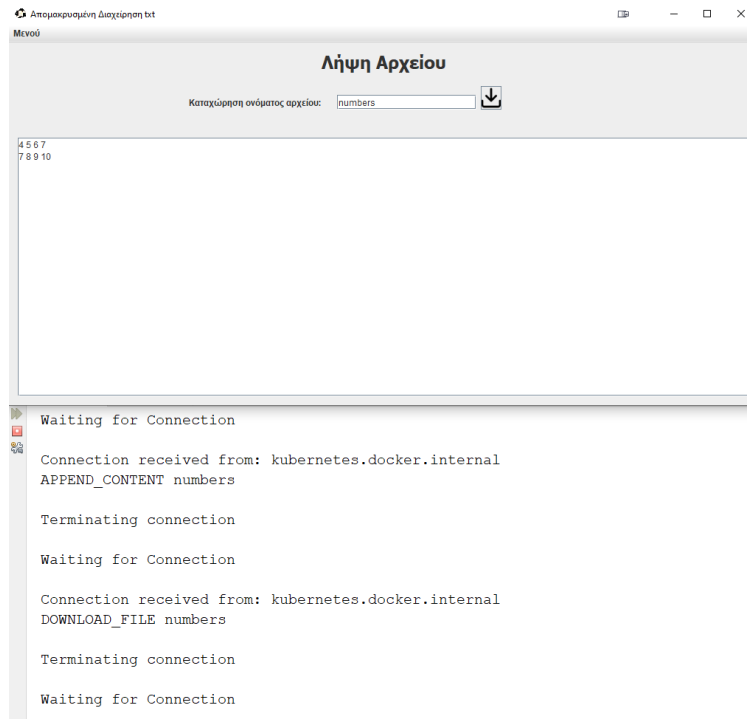 Απομακρυσμένη Διαχείρηση txt
Μενού
Λήψη Αρχείου
Καταχώρηση ονόματος αρχείου: numbers
4 5 6 7
7 8 9 10
Waiting for Connection
Connection received from: kubernetes.docker.internal
APPEND_CONTENT numbers
Terminating connection
Waiting for Connection
Connection received from: kubernetes.docker.internal
DOWNLOAD_FILE numbers
Terminating connection
Waiting for Connection